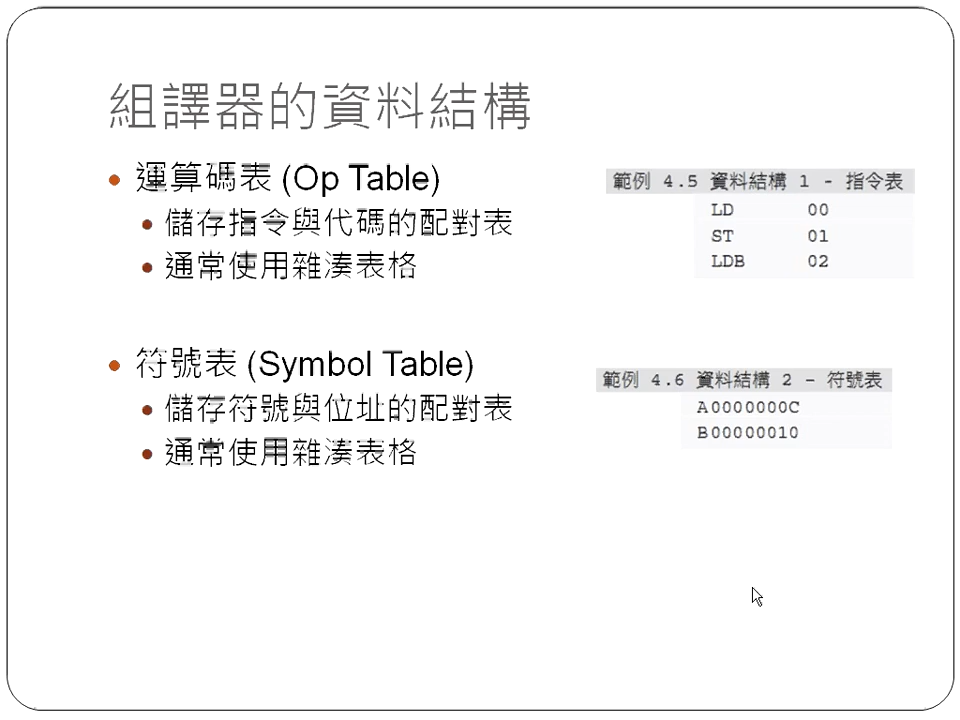 組譯器的資料結構
運算碼表 (Op Table)
儲存指令與代碼的配對表
通常使用雜湊表格
範例 4.5 資料結構 1 - 指令表
LD 00
ST 01
LDB 02
符號表 (Symbol Table)
儲存符號與位址的配對表
通常使用雜湊表格
範例 4.6 資料結構 2 - 符號表
A0000000C
B00000010